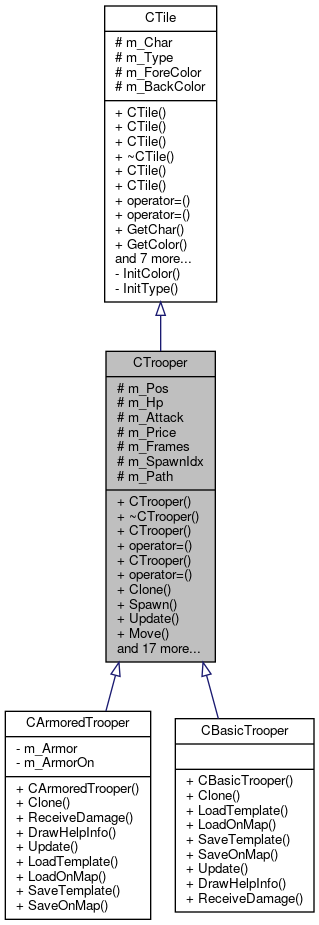 CTile
# m_Char
# m_Type
# m_ForeColor
# m_BackColor
+ CTile()
+ CTile()
+ CTile()
+ ~CTile()
+ CTile()
+ CTile()
+ operator=()
+ operator=()
+ GetChar()
+ GetColor()
and 7 more...
- InitColor()
- InitType()
CTrooper
# m_Pos
# m_Hp
# m_Attack
# m_Price
# m_Frames
# m_SpawnIdx
# m_Path
+ CTrooper()
+ ~CTrooper()
+ CTrooper()
+ operator=()
+ CTrooper()
+ operator=()
+ Clone()
+ Spawn()
+ Update()
+ Move()
and 17 more...
CArmoredTrooper
- m_Armor
- m_ArmorOn
+ CArmoredTrooper()
+ Clone()
+ ReceiveDamage()
+ DrawHelpInfo()
+ Update()
+ LoadTemplate()
+ LoadOnMap()
+ SaveTemplate()
+ SaveOnMap()
CBasicTrooper
+ CBasicTrooper()
+ Clone()
+ LoadTemplate()
+ LoadOnMap()
+ SaveTemplate()
+ SaveOnMap()
+ Update()
+ DrawHelpInfo()
+ ReceiveDamage()